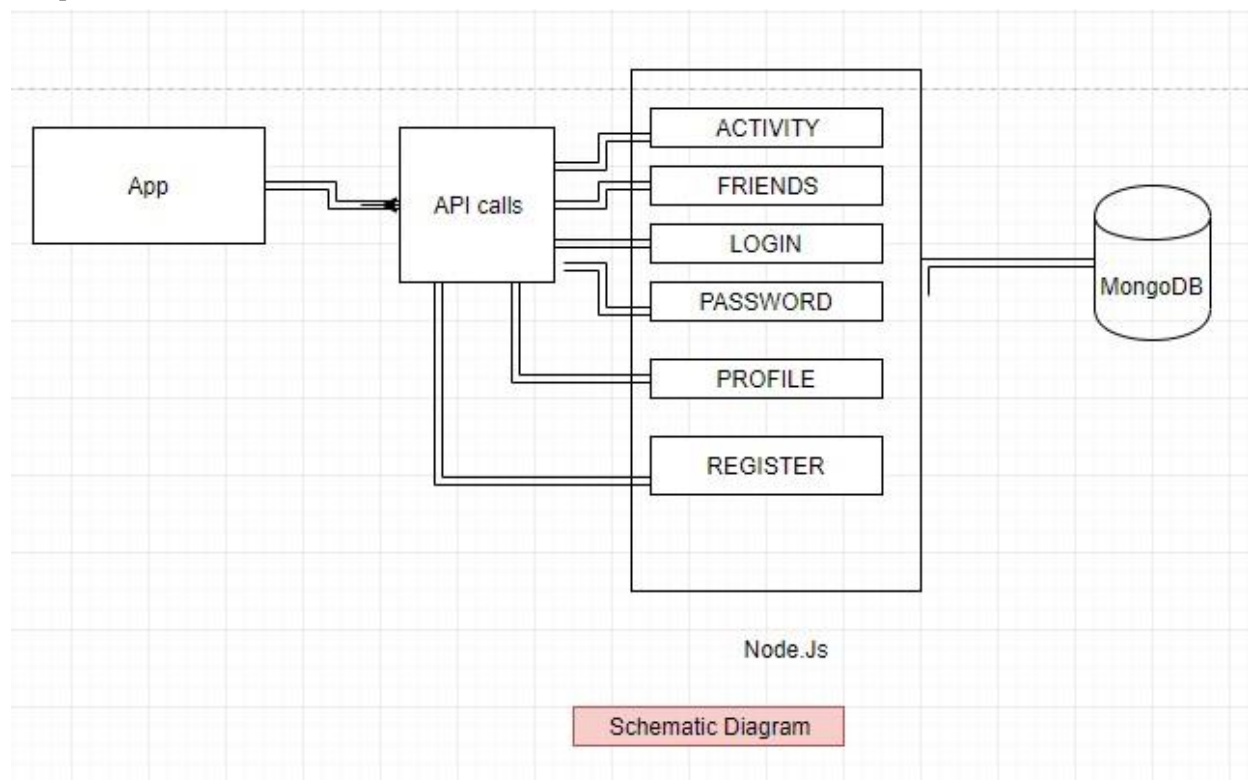 App
API calls
ACTIVITY
FRIENDS
LOGIN
PASSWORD
PROFILE
REGISTER
MongoDB
Node.Js
Schematic Diagram